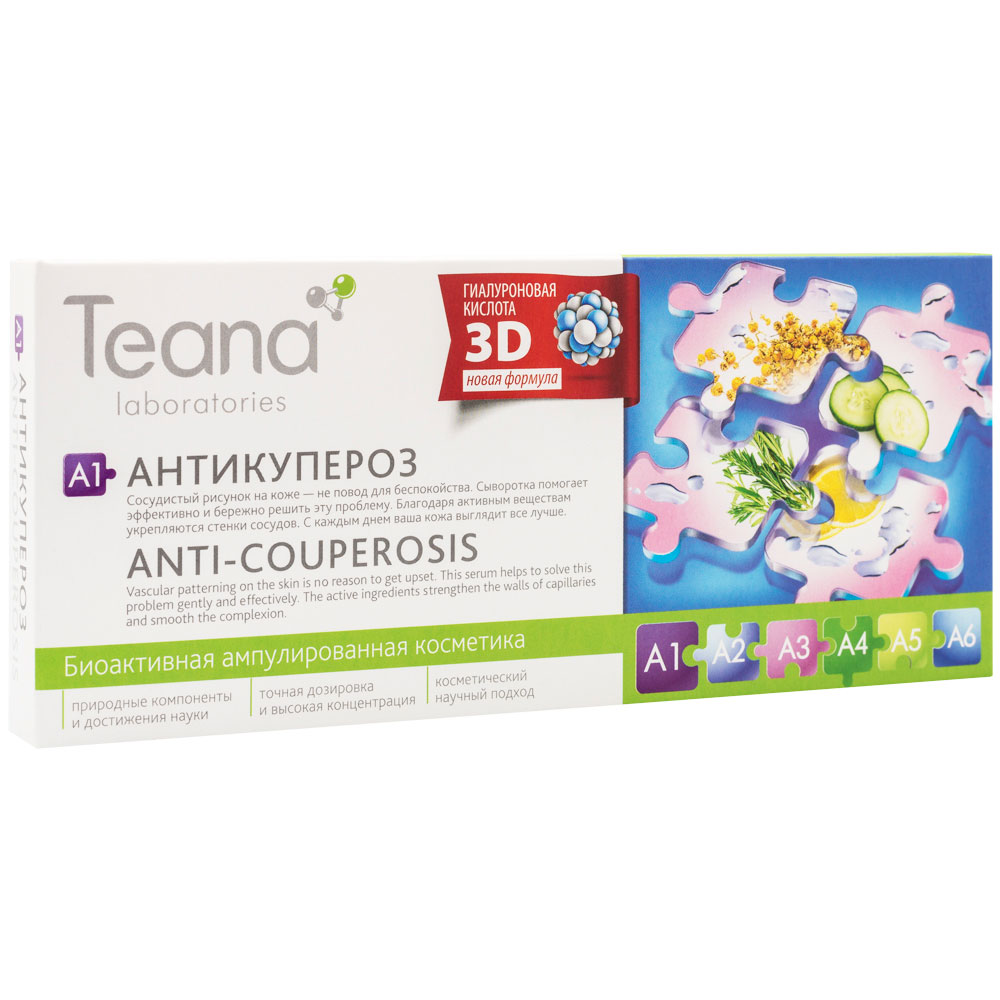 Teana
laboratories
ГИАЛУРОНОВАЯ
КИСЛОТА
3D
новая формула
A1 АНТИКУПЕРОЗ
Сосудистый рисунок на коже — не повод для беспокойства. Сыворотка помогает
эффективно и бережно решить эту проблему. Благодаря активным веществам
укрепляются стенки сосудов. С каждым днем ваша кожа выглядит все лучше.
ANTI-COUPEROSIS
Vascular patterning on the skin is no reason to get upset. This serum helps to solve this
problem gently and effectively. The active ingredients strengthen the walls of capillaries
and smooth the complexion.
Биоактивная ампулированная косметика
природные компоненты
и достижения науки
точная дозировка
и высокая концентрация
косметический
научный подход
A1 A2 A3 A4 A5 A6
A1 АНТИКУПЕРОЗ
ANTI-COUPEROSIS